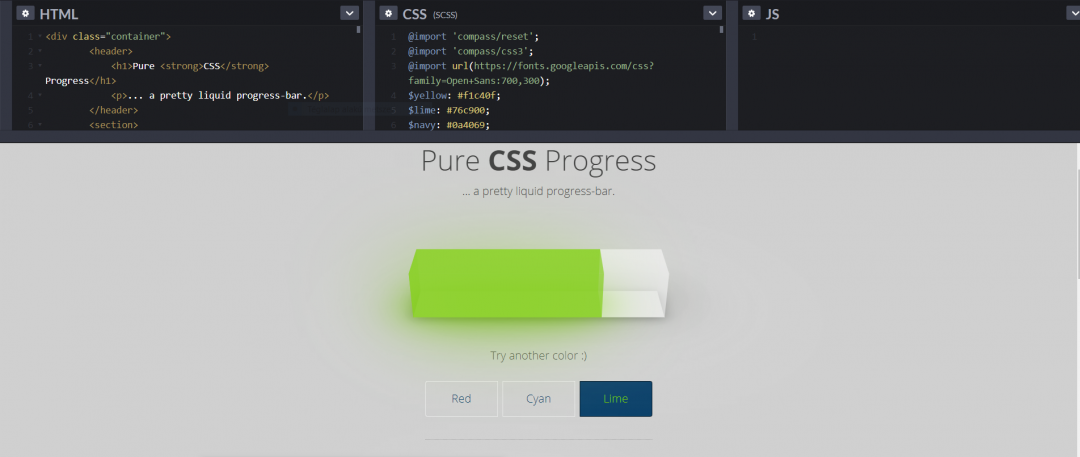 HTML
1 <div class="container">
2 <header>
3 <h1>Pure <strong>CSS</strong>
Progress</h1>
4 <p>... a pretty liquid progress-bar.</p>
5 </header>
6 <section>
CSS (SCSS)
1 @import 'compass/reset';
2 @import 'compass/css3';
3 @import url(https://fonts.googleapis.com/css?
family=Open+Sans:700,300);
4 $yellow: #f1c40f;
5 $lime: #76c900;
6 $navy: #0a4069;
JS
1
Pure CSS Progress
... a pretty liquid progress-bar.
Try another color :)
Red Cyan Lime